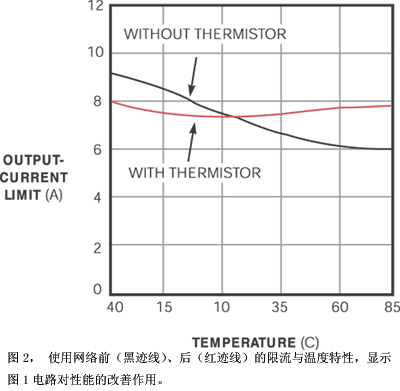 12
10
8
6
4
2
0
WITHOUT THERMISTOR
WITH THERMISTOR
OUTPUT-
CURRENT
LIMIT (A)
40 15 10 35 60 85
TEMPERATURE (C)
图 2， 使用网络前（黑迹线）、后（红迹线）的限流与温度特性，显示
图 1 电路对性能的改善作用。